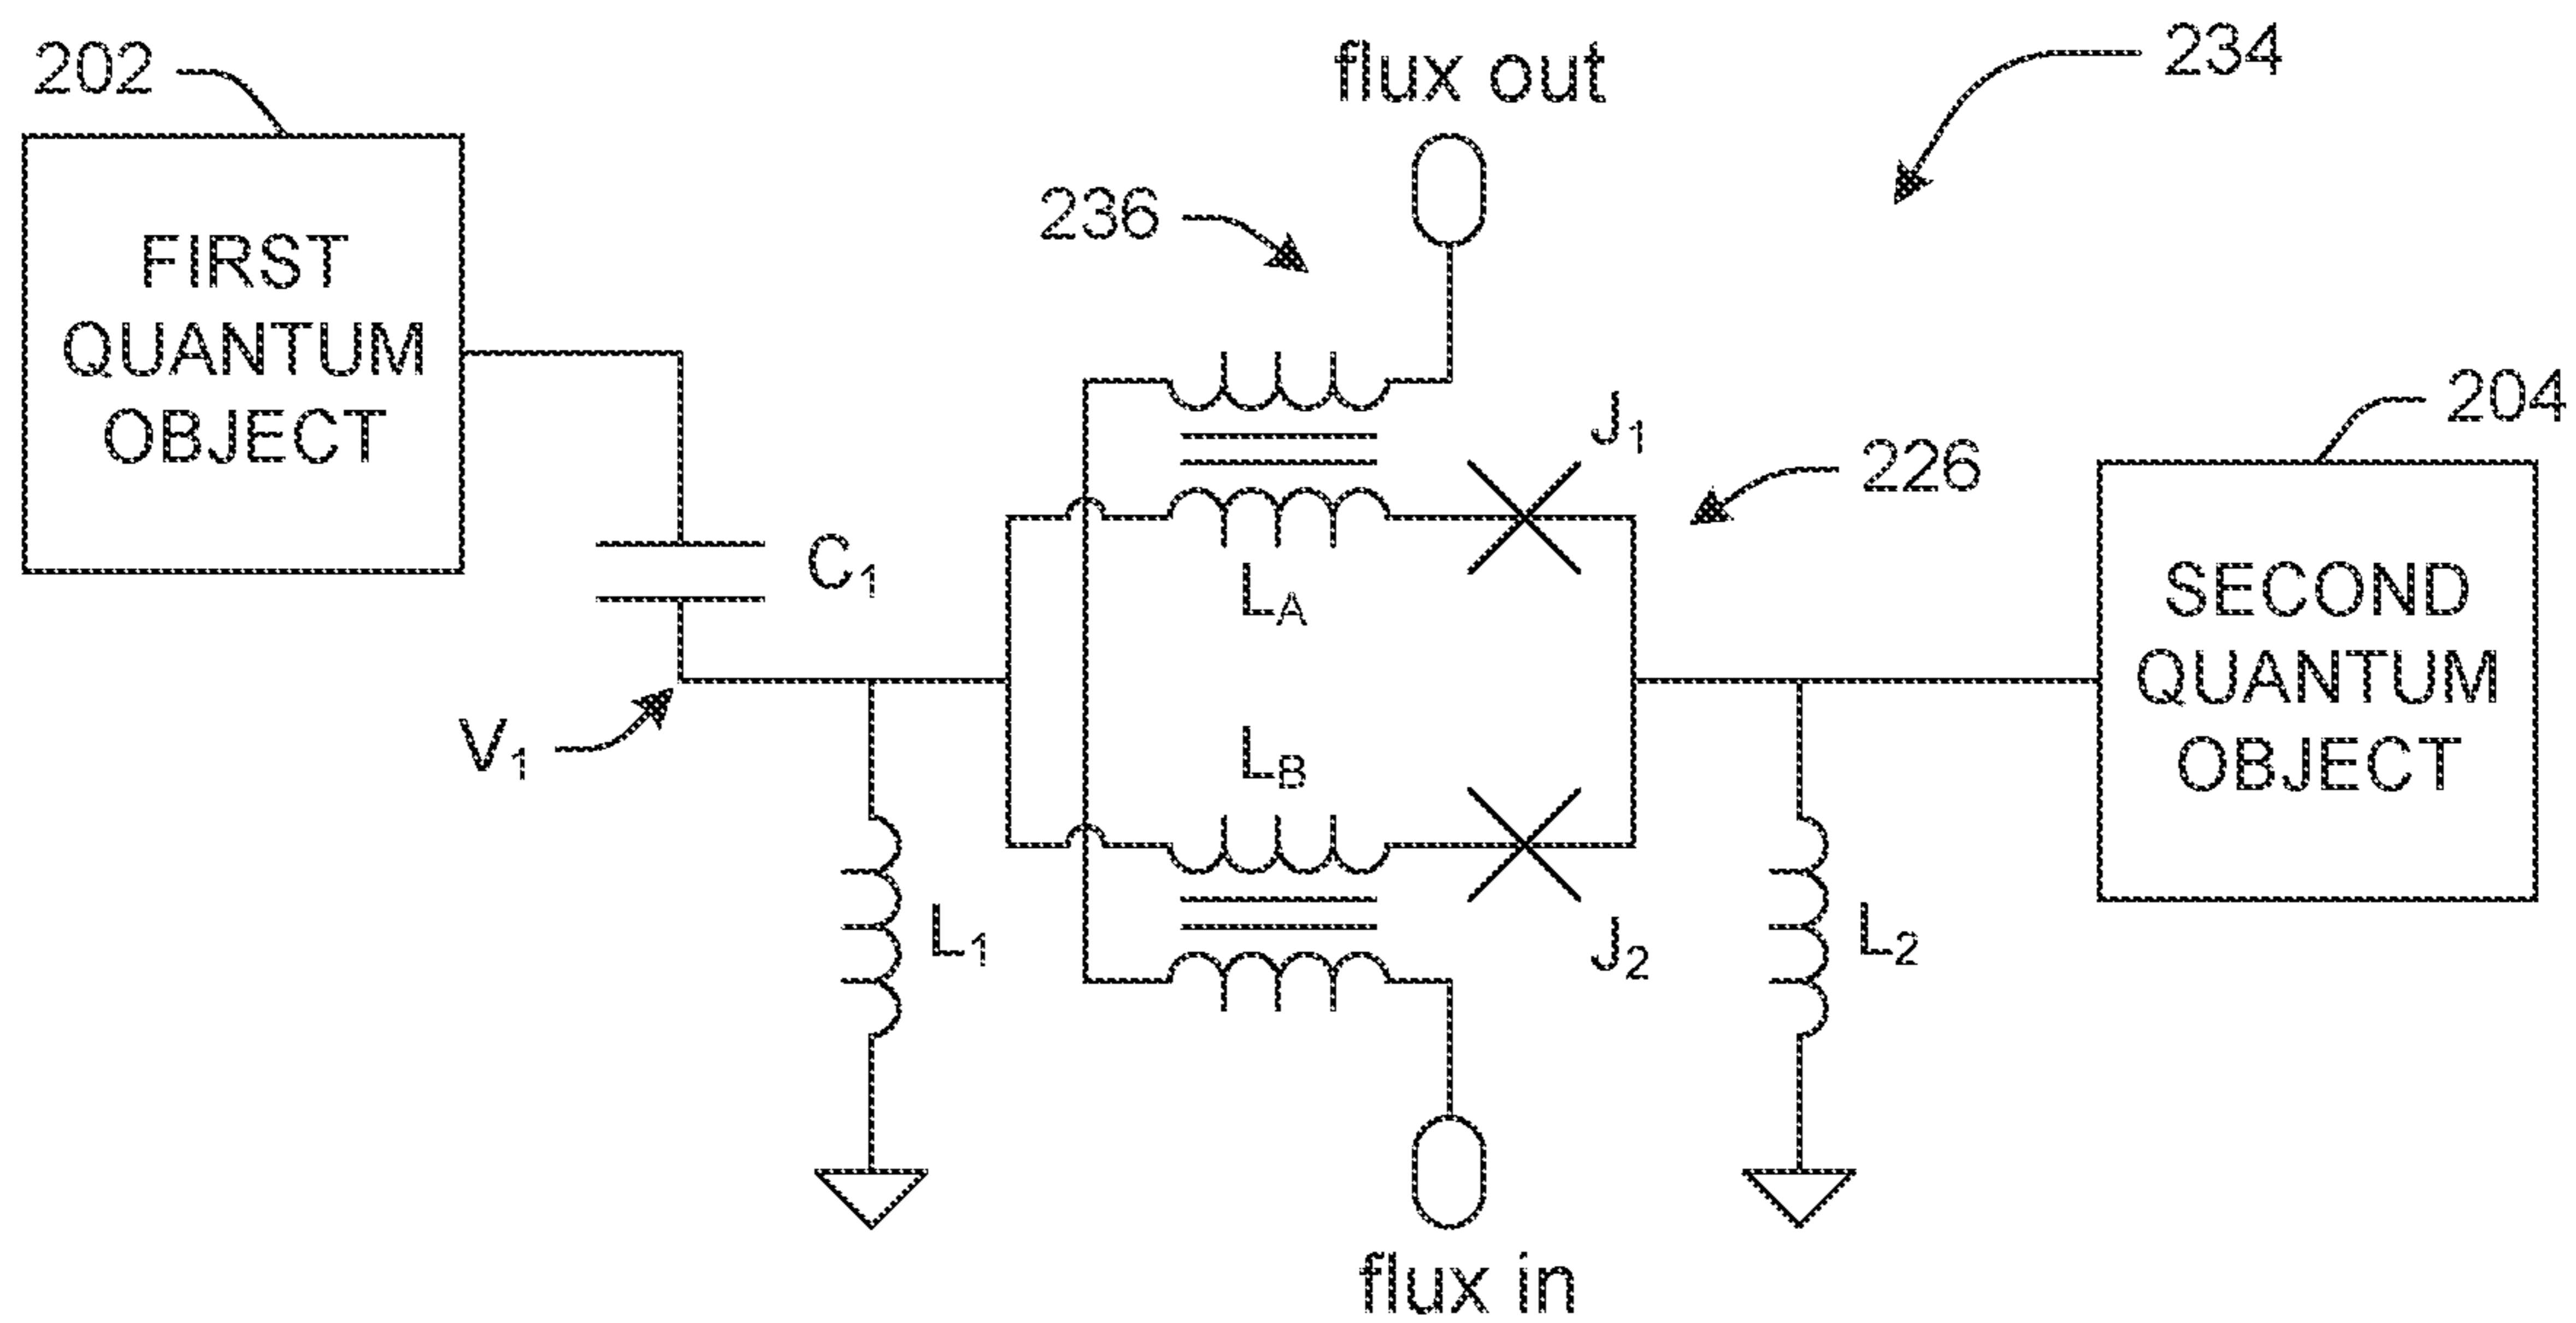 202
flux out
234
236
FIRST
QUANTUM
OBJECT
J1
204
226
C1
LA
SECOND
QUANTUM
OBJECT
V1
LB
L1
J2
L2
flux in